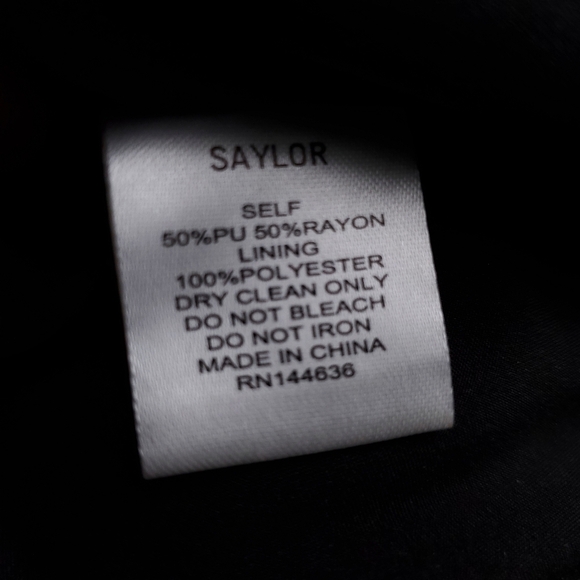 SAYLOR
SELF
50%PU 50%RAYON
LINING
100%POLYESTER
DRY CLEAN ONLY
DO NOT BLEACH
DO NOT IRON
MADE IN CHINA
RN144636